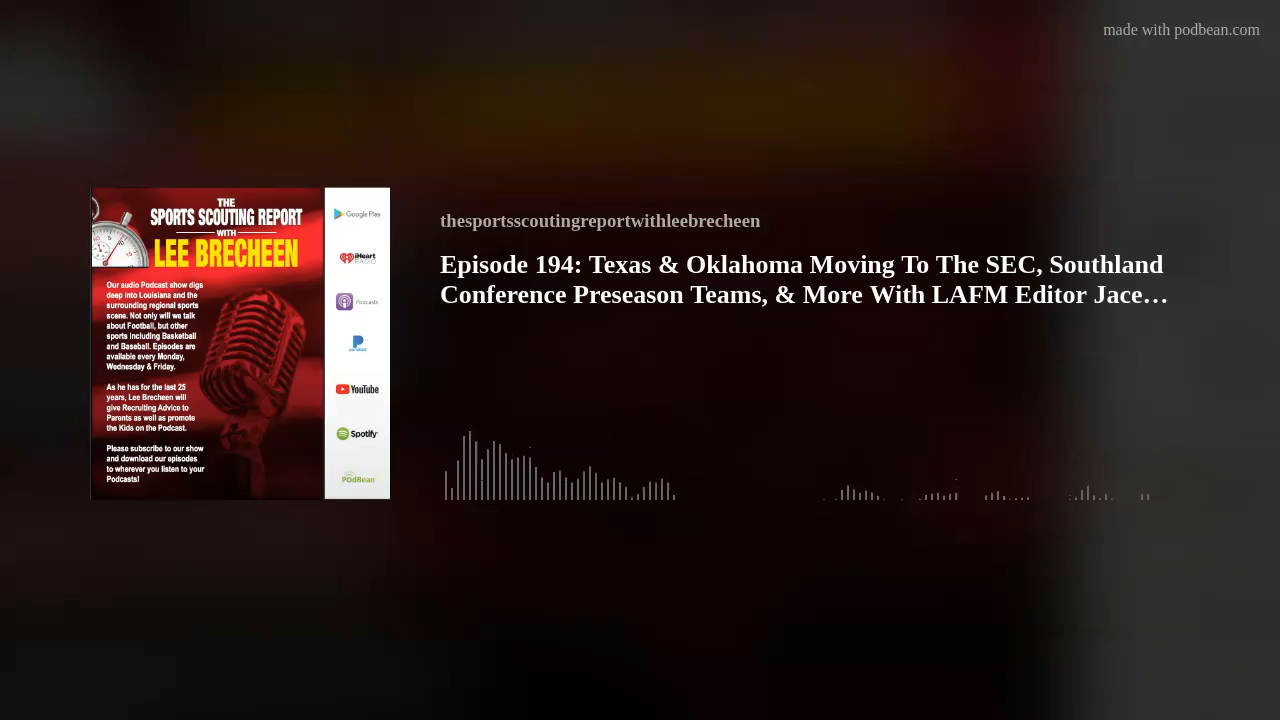 made with podbean.com
THE
SPORTS SCOUTING REPORT
WITH
LEE BRECHEEN
Our audio Podcast show digs
deep into Louisiana and the
surrounding regional sports
scene. Not only will we talk
about Football, but other
sports including Basketball
and Baseball. Episodes are
available every Monday,
Wednesday & Friday.
As he has for the last 25
years, Lee Brecheen will
give Recruiting Advice to
Parents as well as promote
the Kids on the Podcast.
Please subscribe to our show
and download our episodes
to wherever you listen to your
Podcasts!
Google Play
iHeart
RADIO
Podcasts
pandora
YouTube
Spotify
PodBean
thesportsscoutingreportwithleebrecheen
Episode 194: Texas & Oklahoma Moving To The SEC, Southland
Conference Preseason Teams, & More With LAFM Editor Jace…